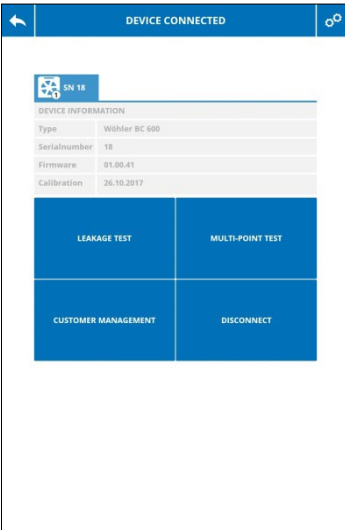 DEVICE CONNECTED
1 SN 18
DEVICE INFORMATION
Type Wöhler BC 600
Serialnumber 18
Firmware 01.00.41
Calibration 26.10.2017
LEAKAGE TEST MULTI-POINT TEST
CUSTOMER MANAGEMENT DISCONNECT